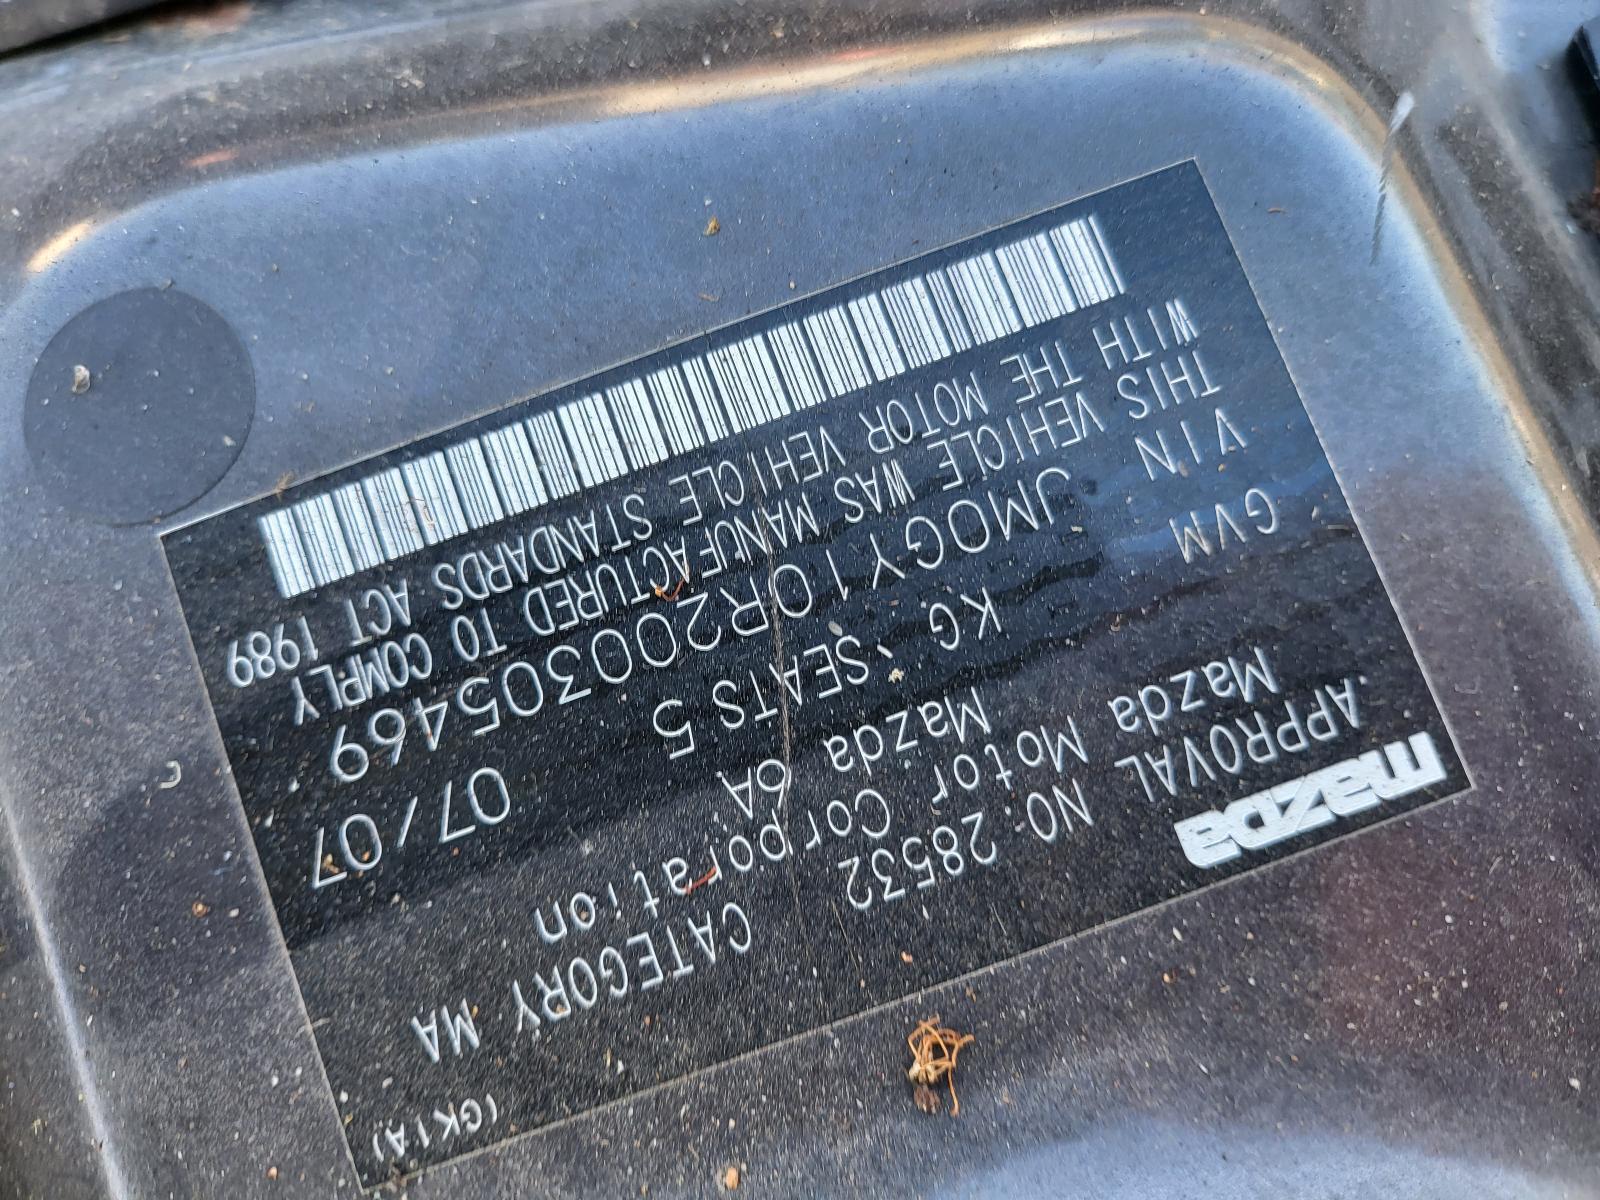 mazda
APPROVAL NO. 28532 CATEGORY MA (GK1A)
Mazda Motor Corporation
Mazda 6A
GVM KG SEATS 5 07/07
VIN JM0GY10R200305469
THIS VEHICLE WAS MANUFACTURED TO COMPLY
WITH THE MOTOR VEHICLE STANDARDS ACT 1989